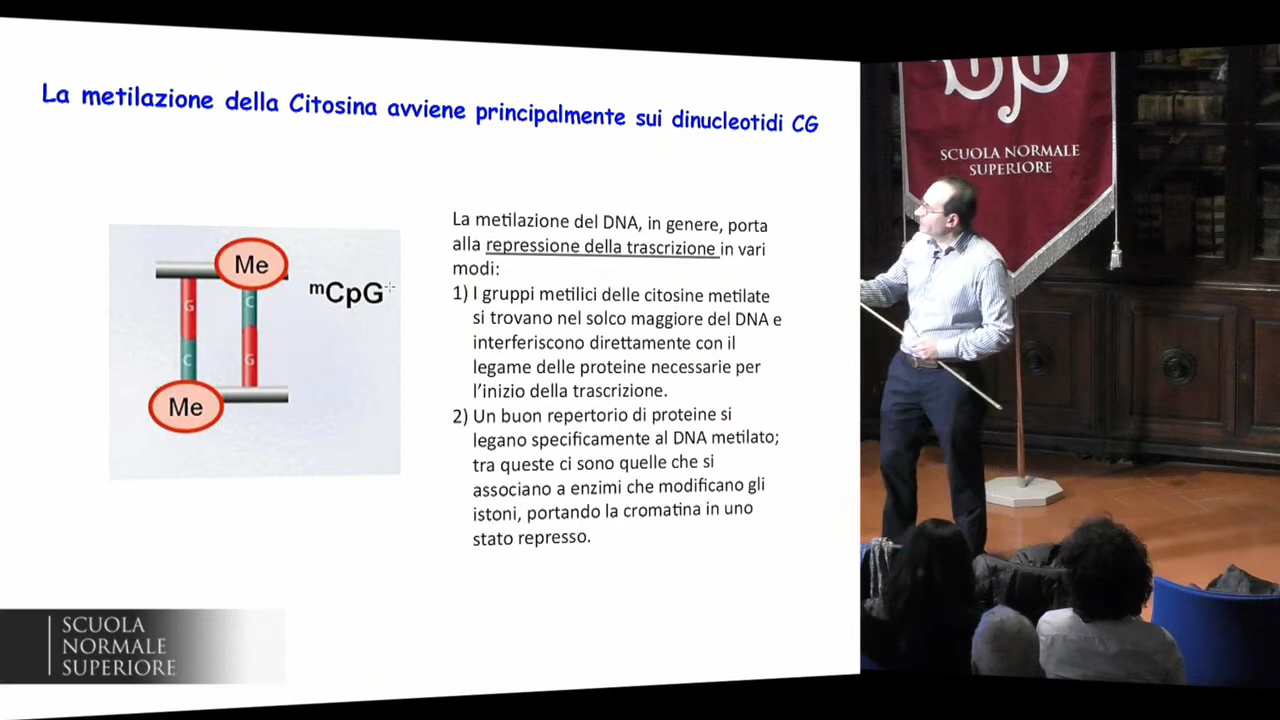 La metilazione della Citosina avviene principalmente sui dinucleotidi CG
Me
mCpG
G
C
C
G
Me
La metilazione del DNA, in genere, porta
alla repressione della trascrizione in vari
modi:
1) I gruppi metilici delle citosine metilate
si trovano nel solco maggiore del DNA e
interferiscono direttamente con il
legame delle proteine necessarie per
l'inizio della trascrizione.
2) Un buon repertorio di proteine si
legano specificamente al DNA metilato;
tra queste ci sono quelle che si
associano a enzimi che modificano gli
istoni, portando la cromatina in uno
stato represso.
SCUOLA
NORMALE
SUPERIORE
SCUOLA NORMALE
SUPERIORE